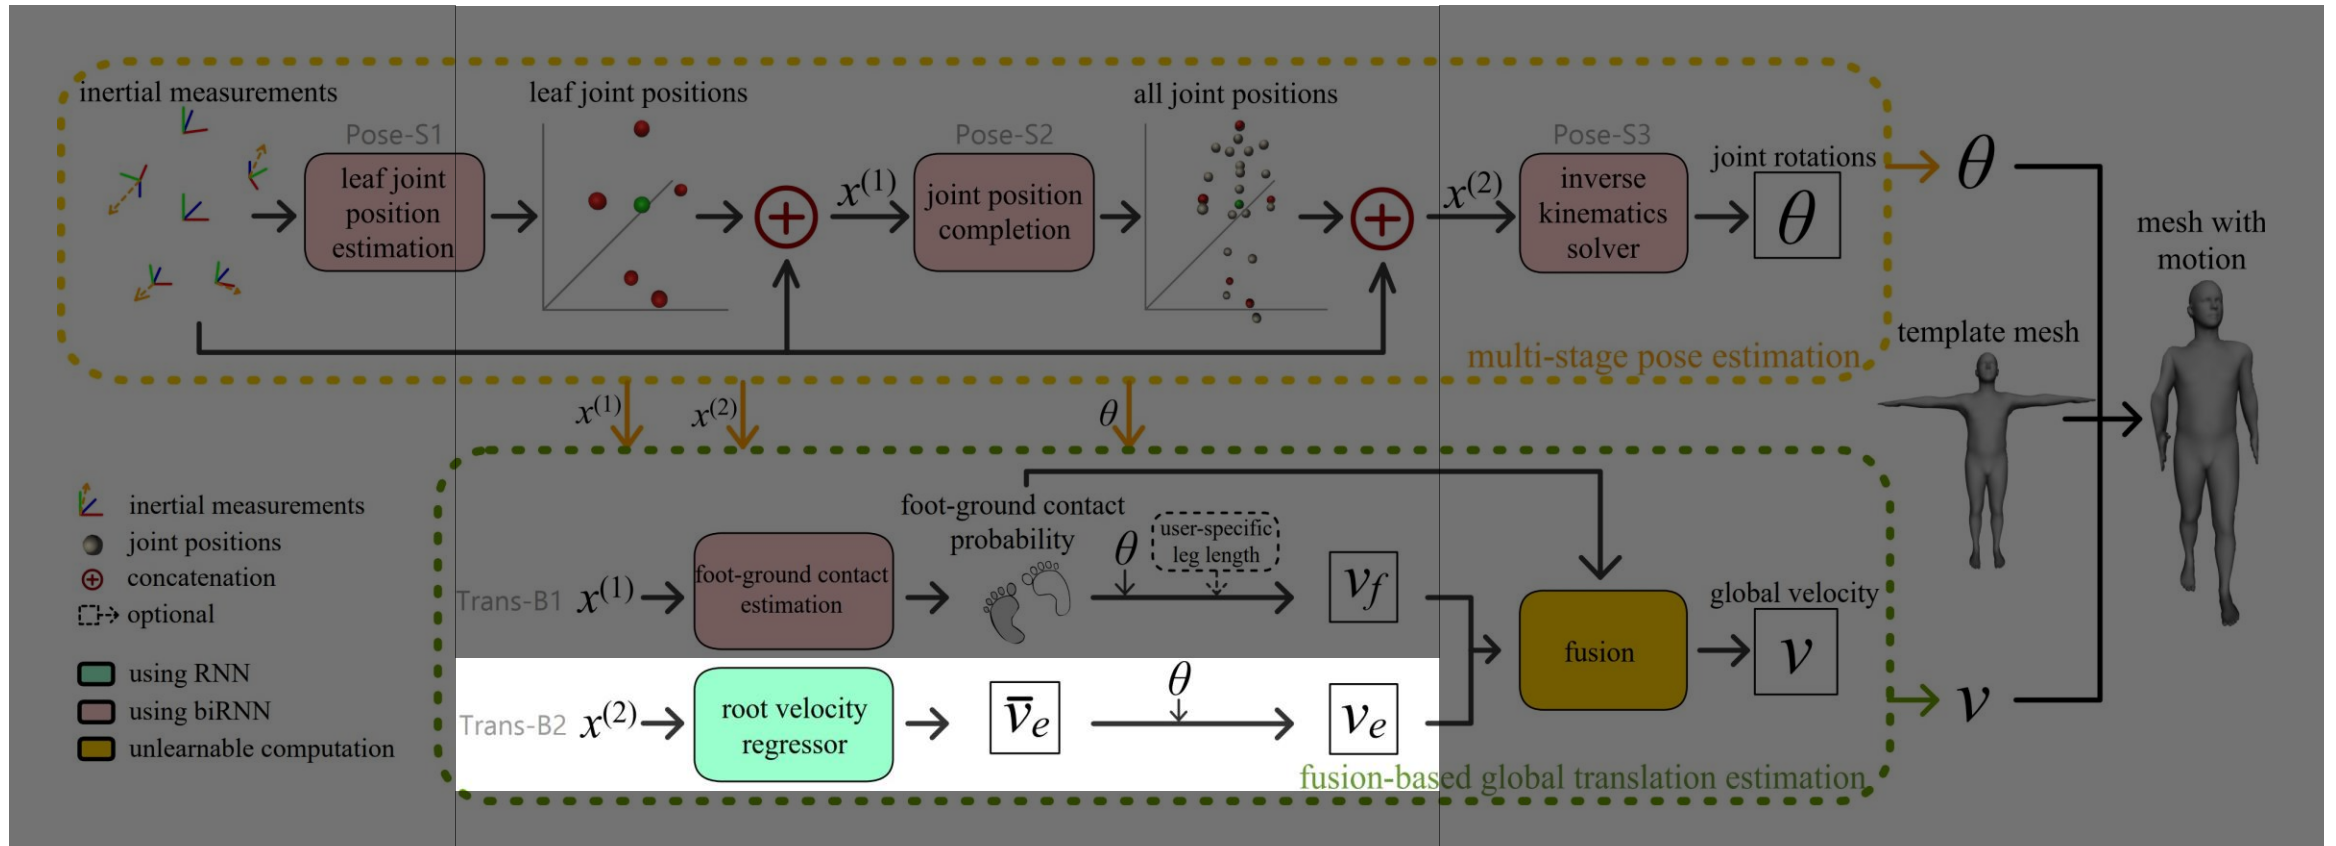 inertial measurements
leaf joint positions
all joint positions
Pose-S1
Pose-S2
Pose-S3
leaf joint
position
estimation
x(1)
joint position
completion
x(2)
inverse
kinematics
solver
joint rotations
θ
θ
mesh with
motion
template mesh
multi-stage pose estimation
x(1)
x(2)
θ
inertial measurements
joint positions
concatenation
optional
using RNN
using biRNN
unlearnable computation
foot-ground contact
probability
Trans-B1
x(1)
foot-ground contact
estimation
θ
user-specific
leg length
vf
fusion
global velocity
v
v
Trans-B2
x(2)
root velocity
regressor
v̅e
θ
ve
fusion-based global translation estimation